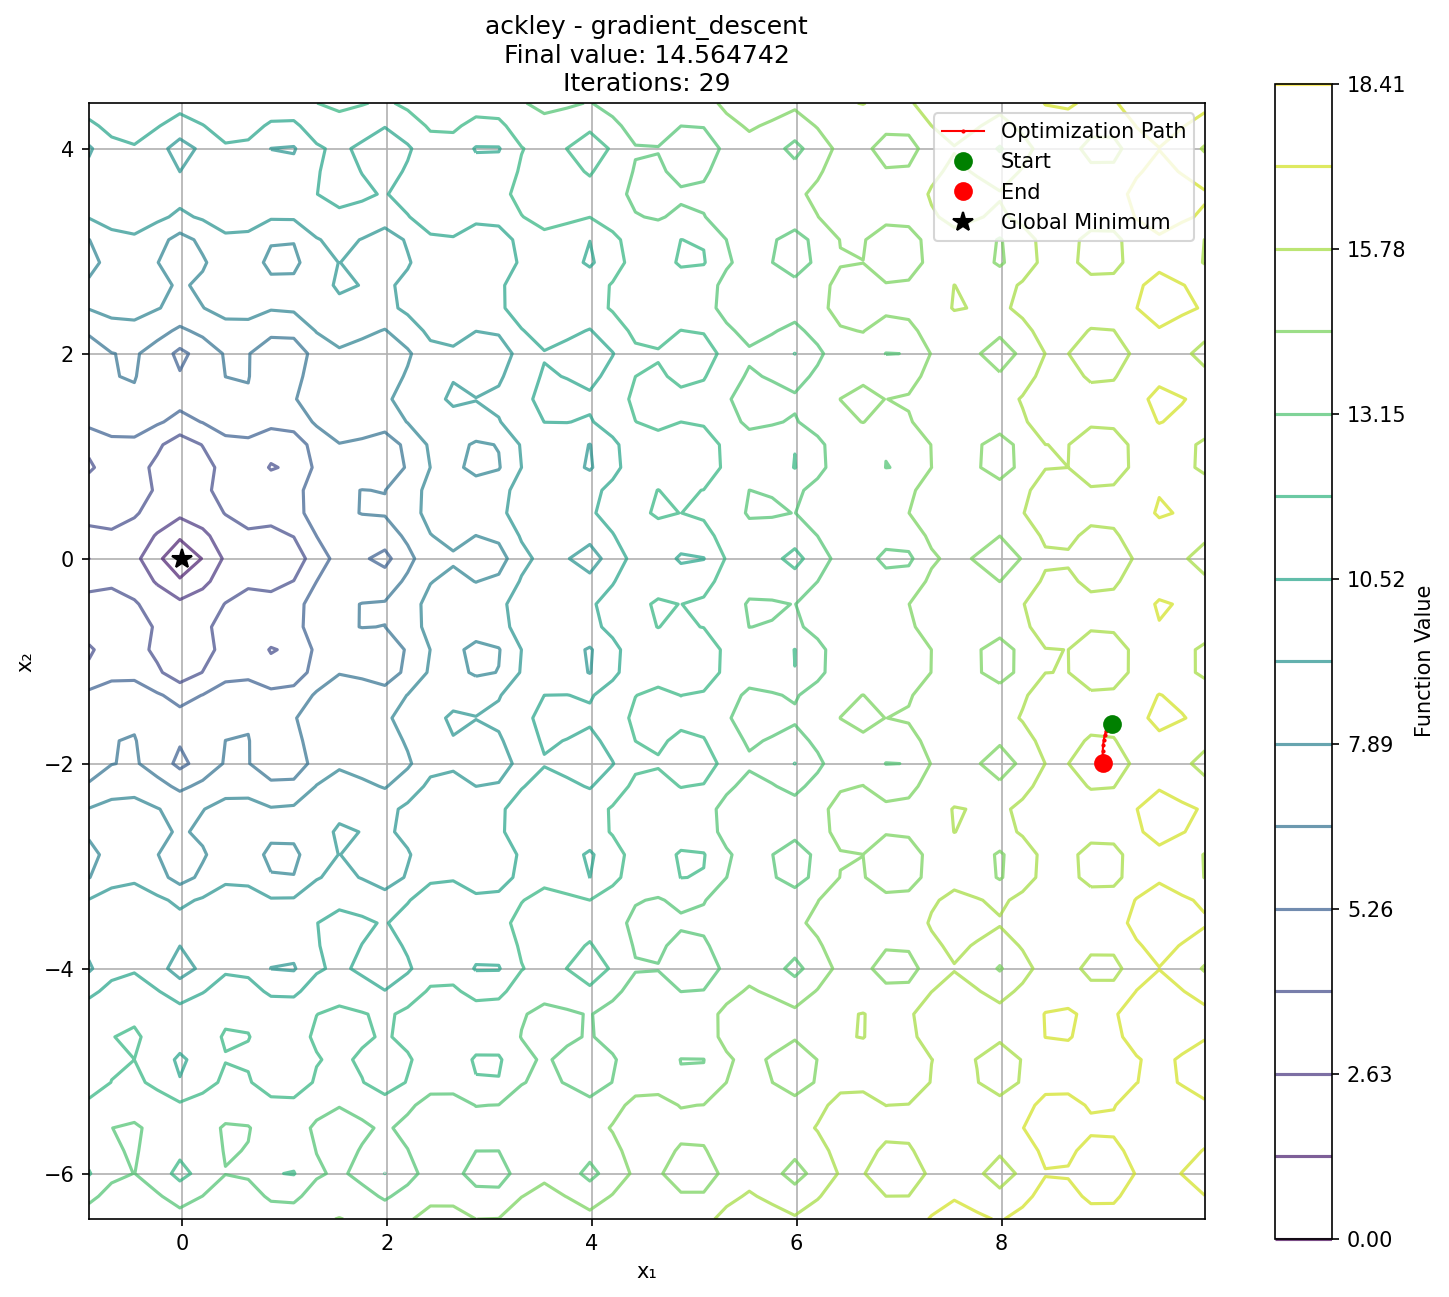 ackley - gradient_descent
Final value: 14.564742
Iterations: 29
Optimization Path
Start
End
Global Minimum
4
2
0
−2
−4
−6
x₂
0
2
4
6
8
x₁
18.41
15.78
13.15
10.52
7.89
5.26
2.63
0.00
Function Value